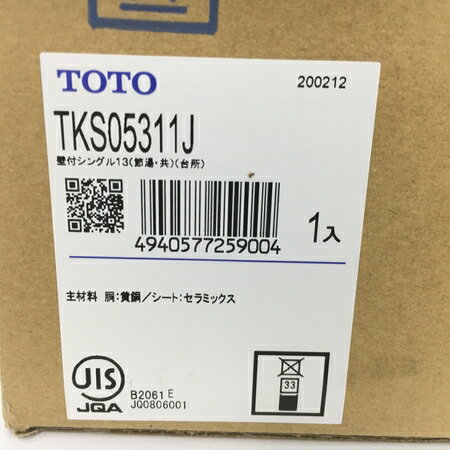 TOTO
200212
TKS05311J
壁付シングル13(節湯・共)(台所)
4940577259004
1入
主材料 胴:黄銅/シート:セラミックス
JIS
JQA
B2061 E
JQ0806001
33